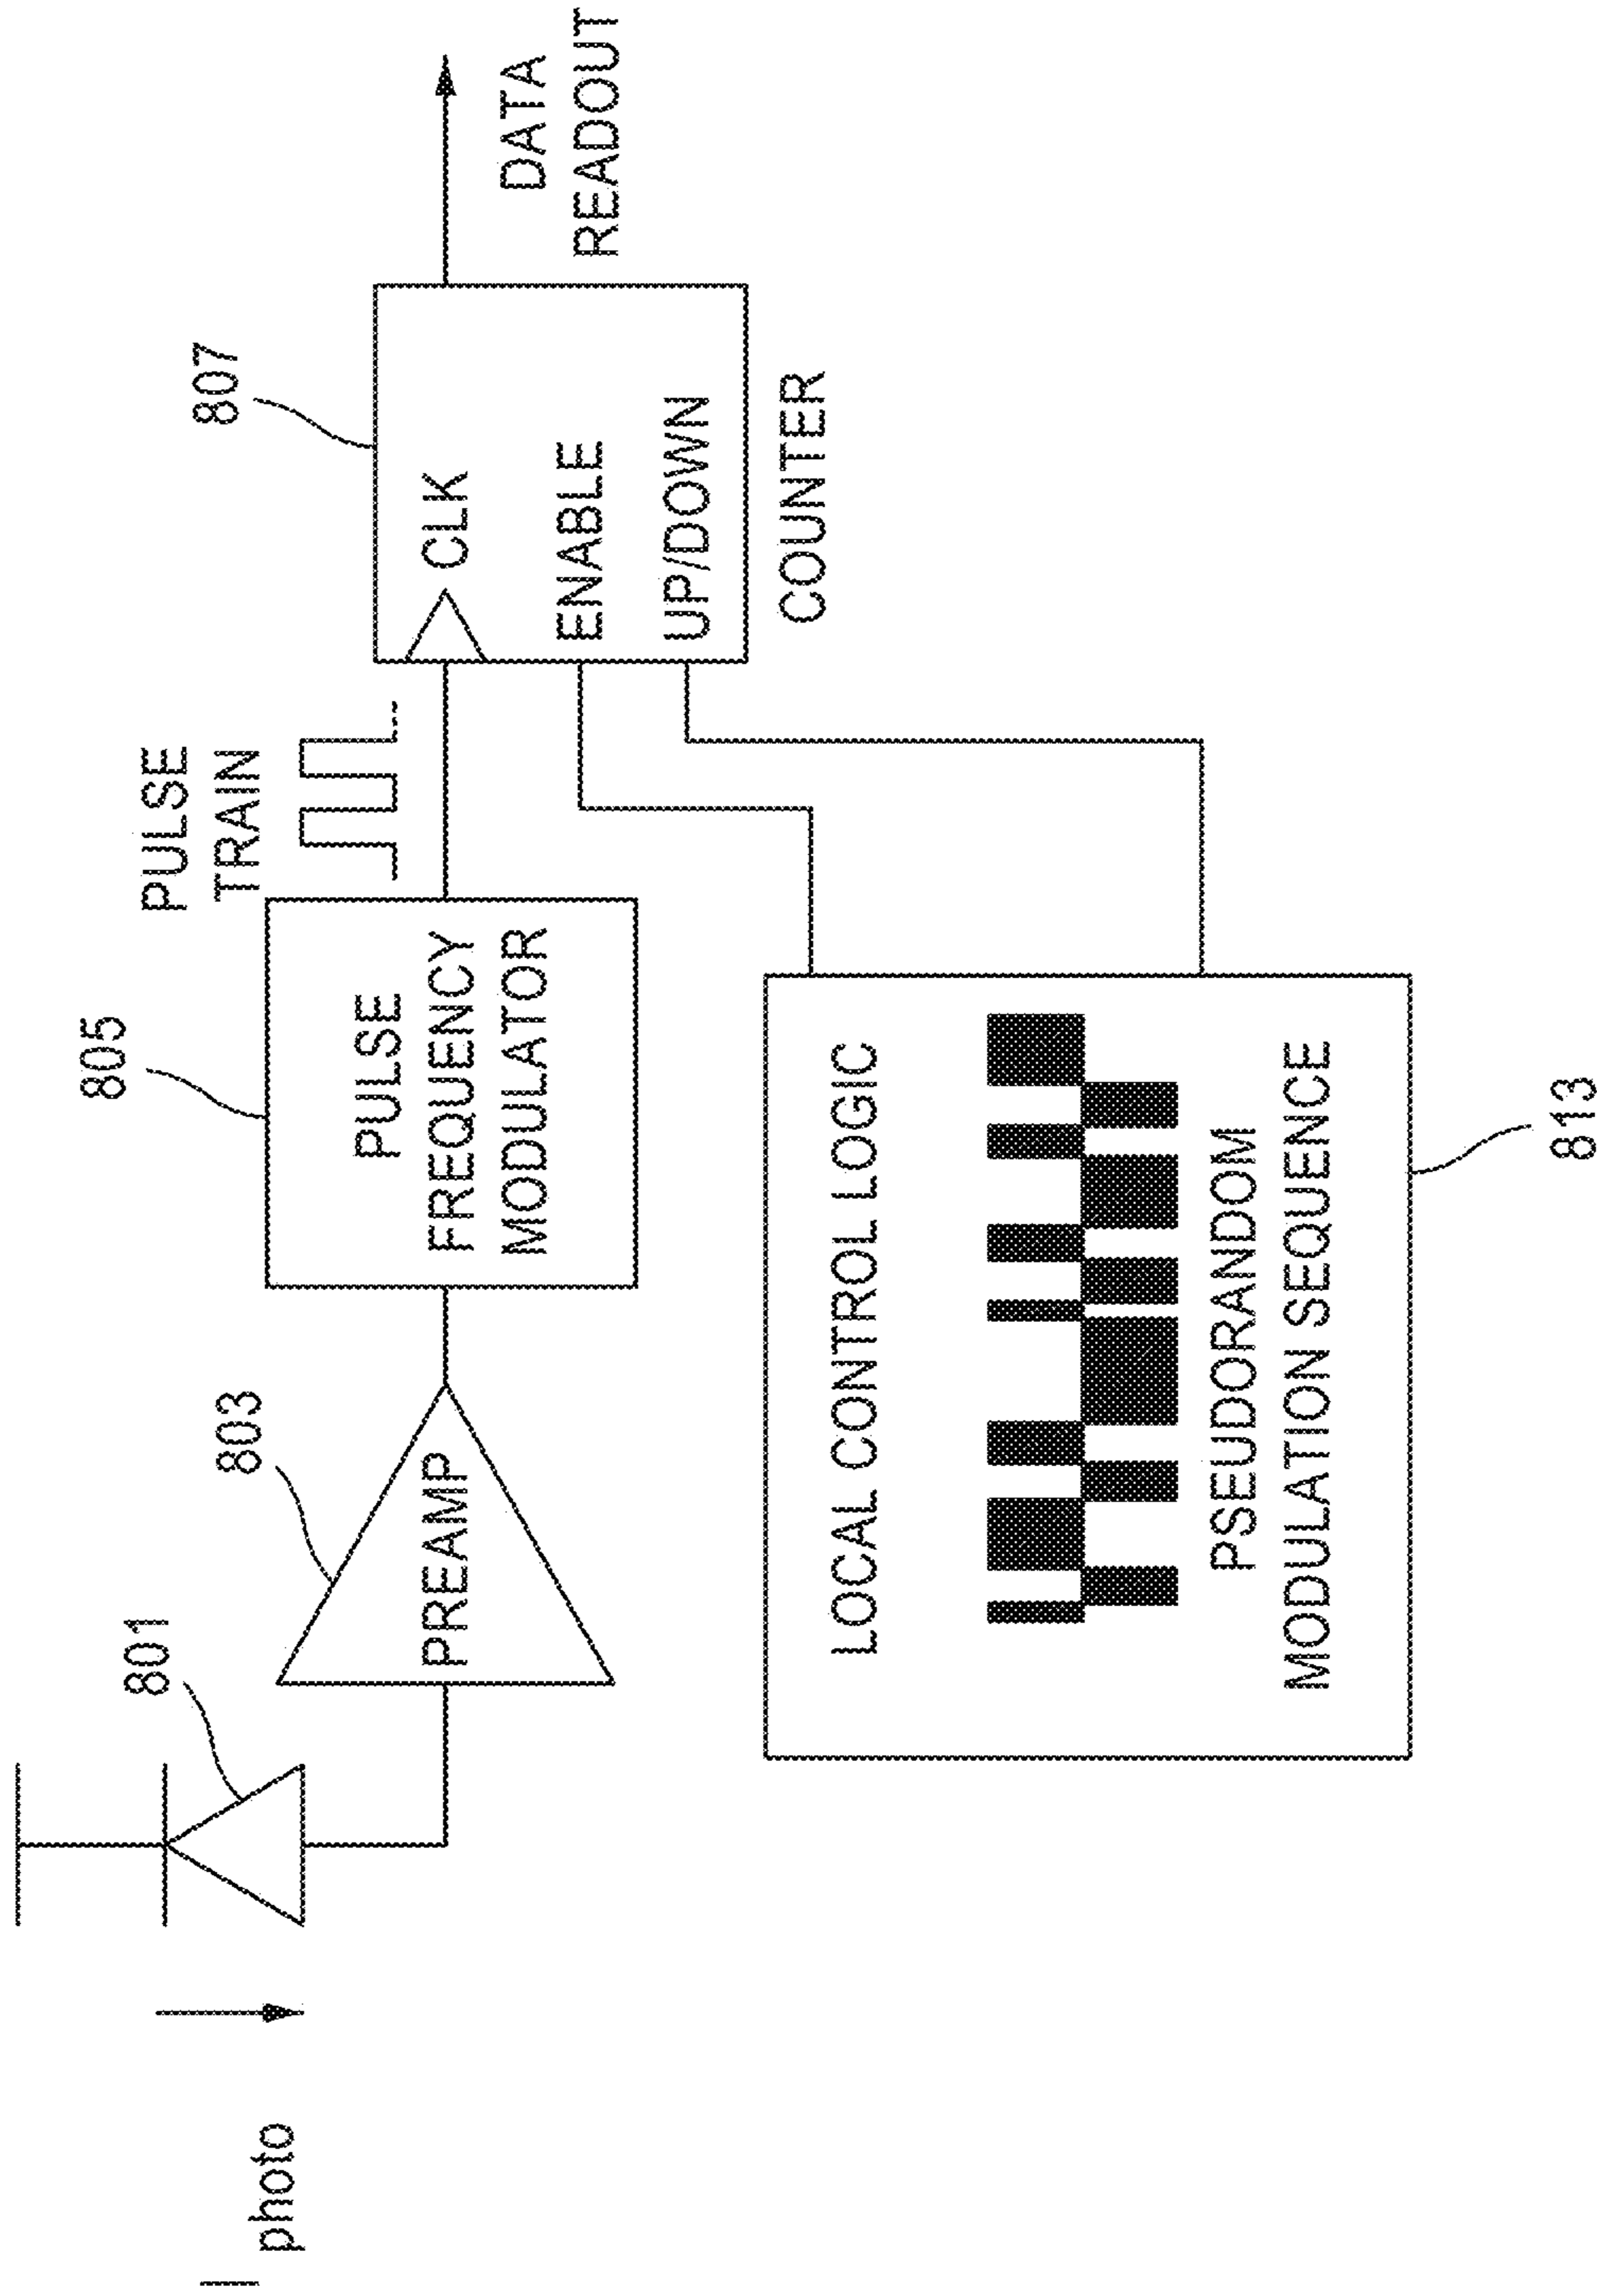 I photo
801
803
PREAMP
805
PULSE
FREQUENCY
MODULATOR
PULSE
TRAIN
807
CLK
ENABLE
UP/DOWN
COUNTER
DATA
READOUT
LOCAL CONTROL LOGIC
PSEUDORANDOM
MODULATION SEQUENCE
813